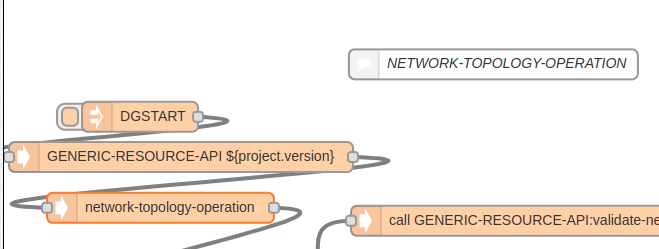 NETWORK-TOPOLOGY-OPERATION
DGSTART
GENERIC-RESOURCE-API ${project.version}
network-topology-operation
call GENERIC-RESOURCE-API:validate-ne